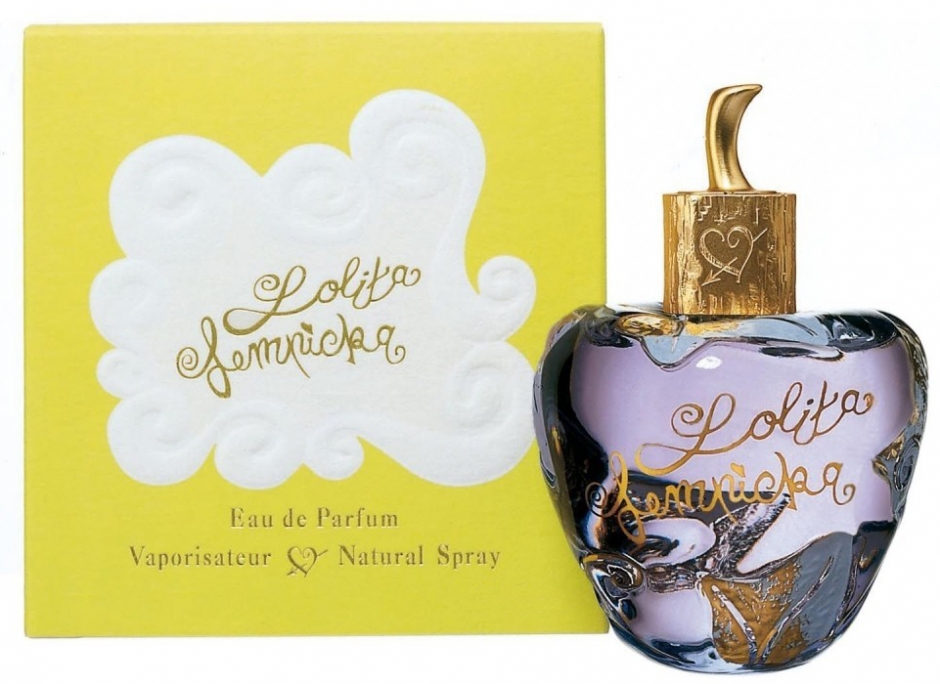 Lolita
Lempicka
Eau de Parfum
Vaporisateur Natural Spray
Lolita
Lempicka